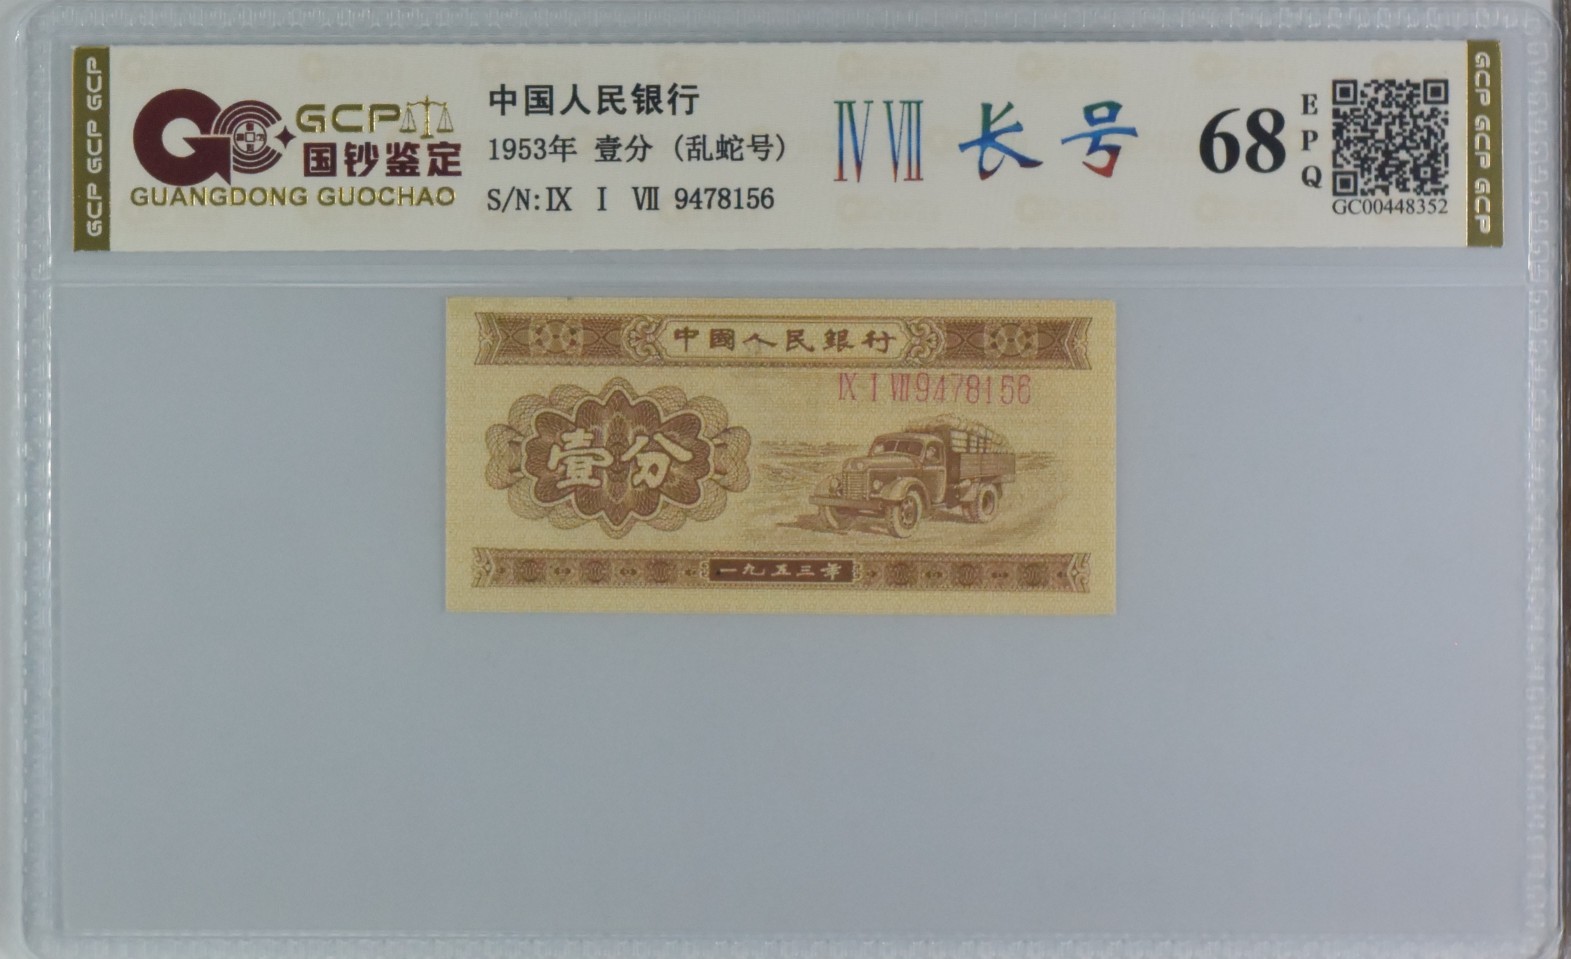 GCP GCP GCP
GCP
国钞鉴定
GUANGDONG GUOCHAO
中国人民银行
1953年 壹分 (乱蛇号)
S/N:Ⅸ Ⅰ Ⅶ 9478156
ⅣⅦ 长号
68
EPQ
GC00448352
GCP GCP GCP
中國人民銀行
Ⅸ Ⅰ Ⅶ 9478156
壹分
一九五三年